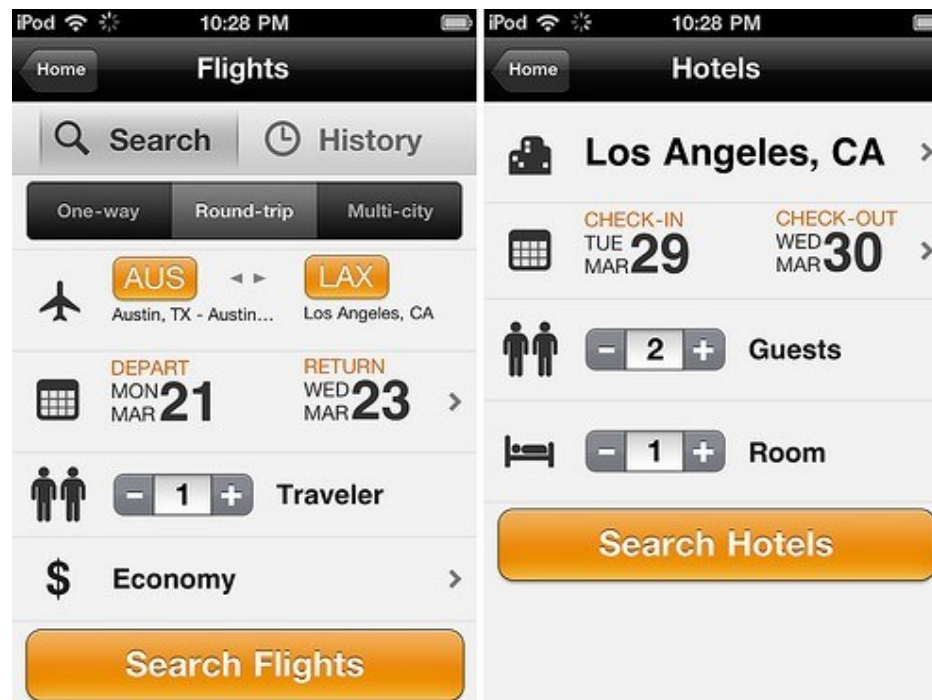 iPod 10:28 PM
Home Flights
Search History
One-way Round-trip Multi-city
AUS LAX
Austin, TX - Austin... Los Angeles, CA
DEPART RETURN
MON MAR 21 WED MAR 23
1 Traveler
$ Economy
Search Flights
iPod 10:28 PM
Home Hotels
Los Angeles, CA
CHECK-IN CHECK-OUT
TUE MAR 29 WED MAR 30
2 Guests
1 Room
Search Hotels